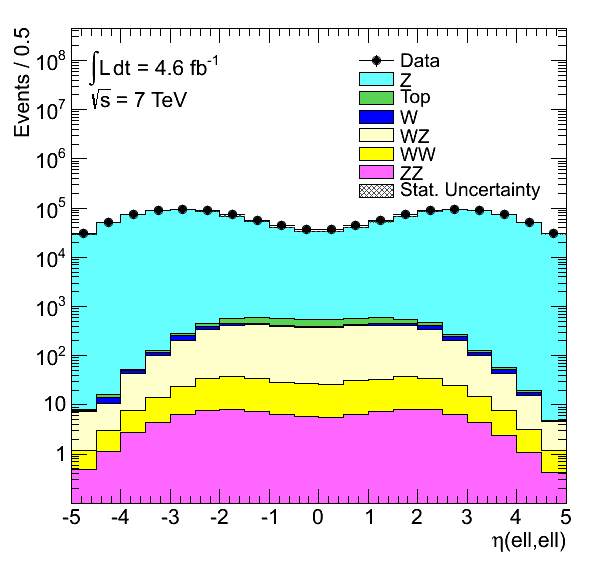 Events / 0.5
∫L dt = 4.6 fb⁻¹
√s = 7 TeV
Data
Z
Top
W
WZ
WW
ZZ
Stat. Uncertainty
10⁸
10⁷
10⁶
10⁵
10⁴
10³
10²
10
1
-5 -4 -3 -2 -1 0 1 2 3 4 5
η(ell,ell)